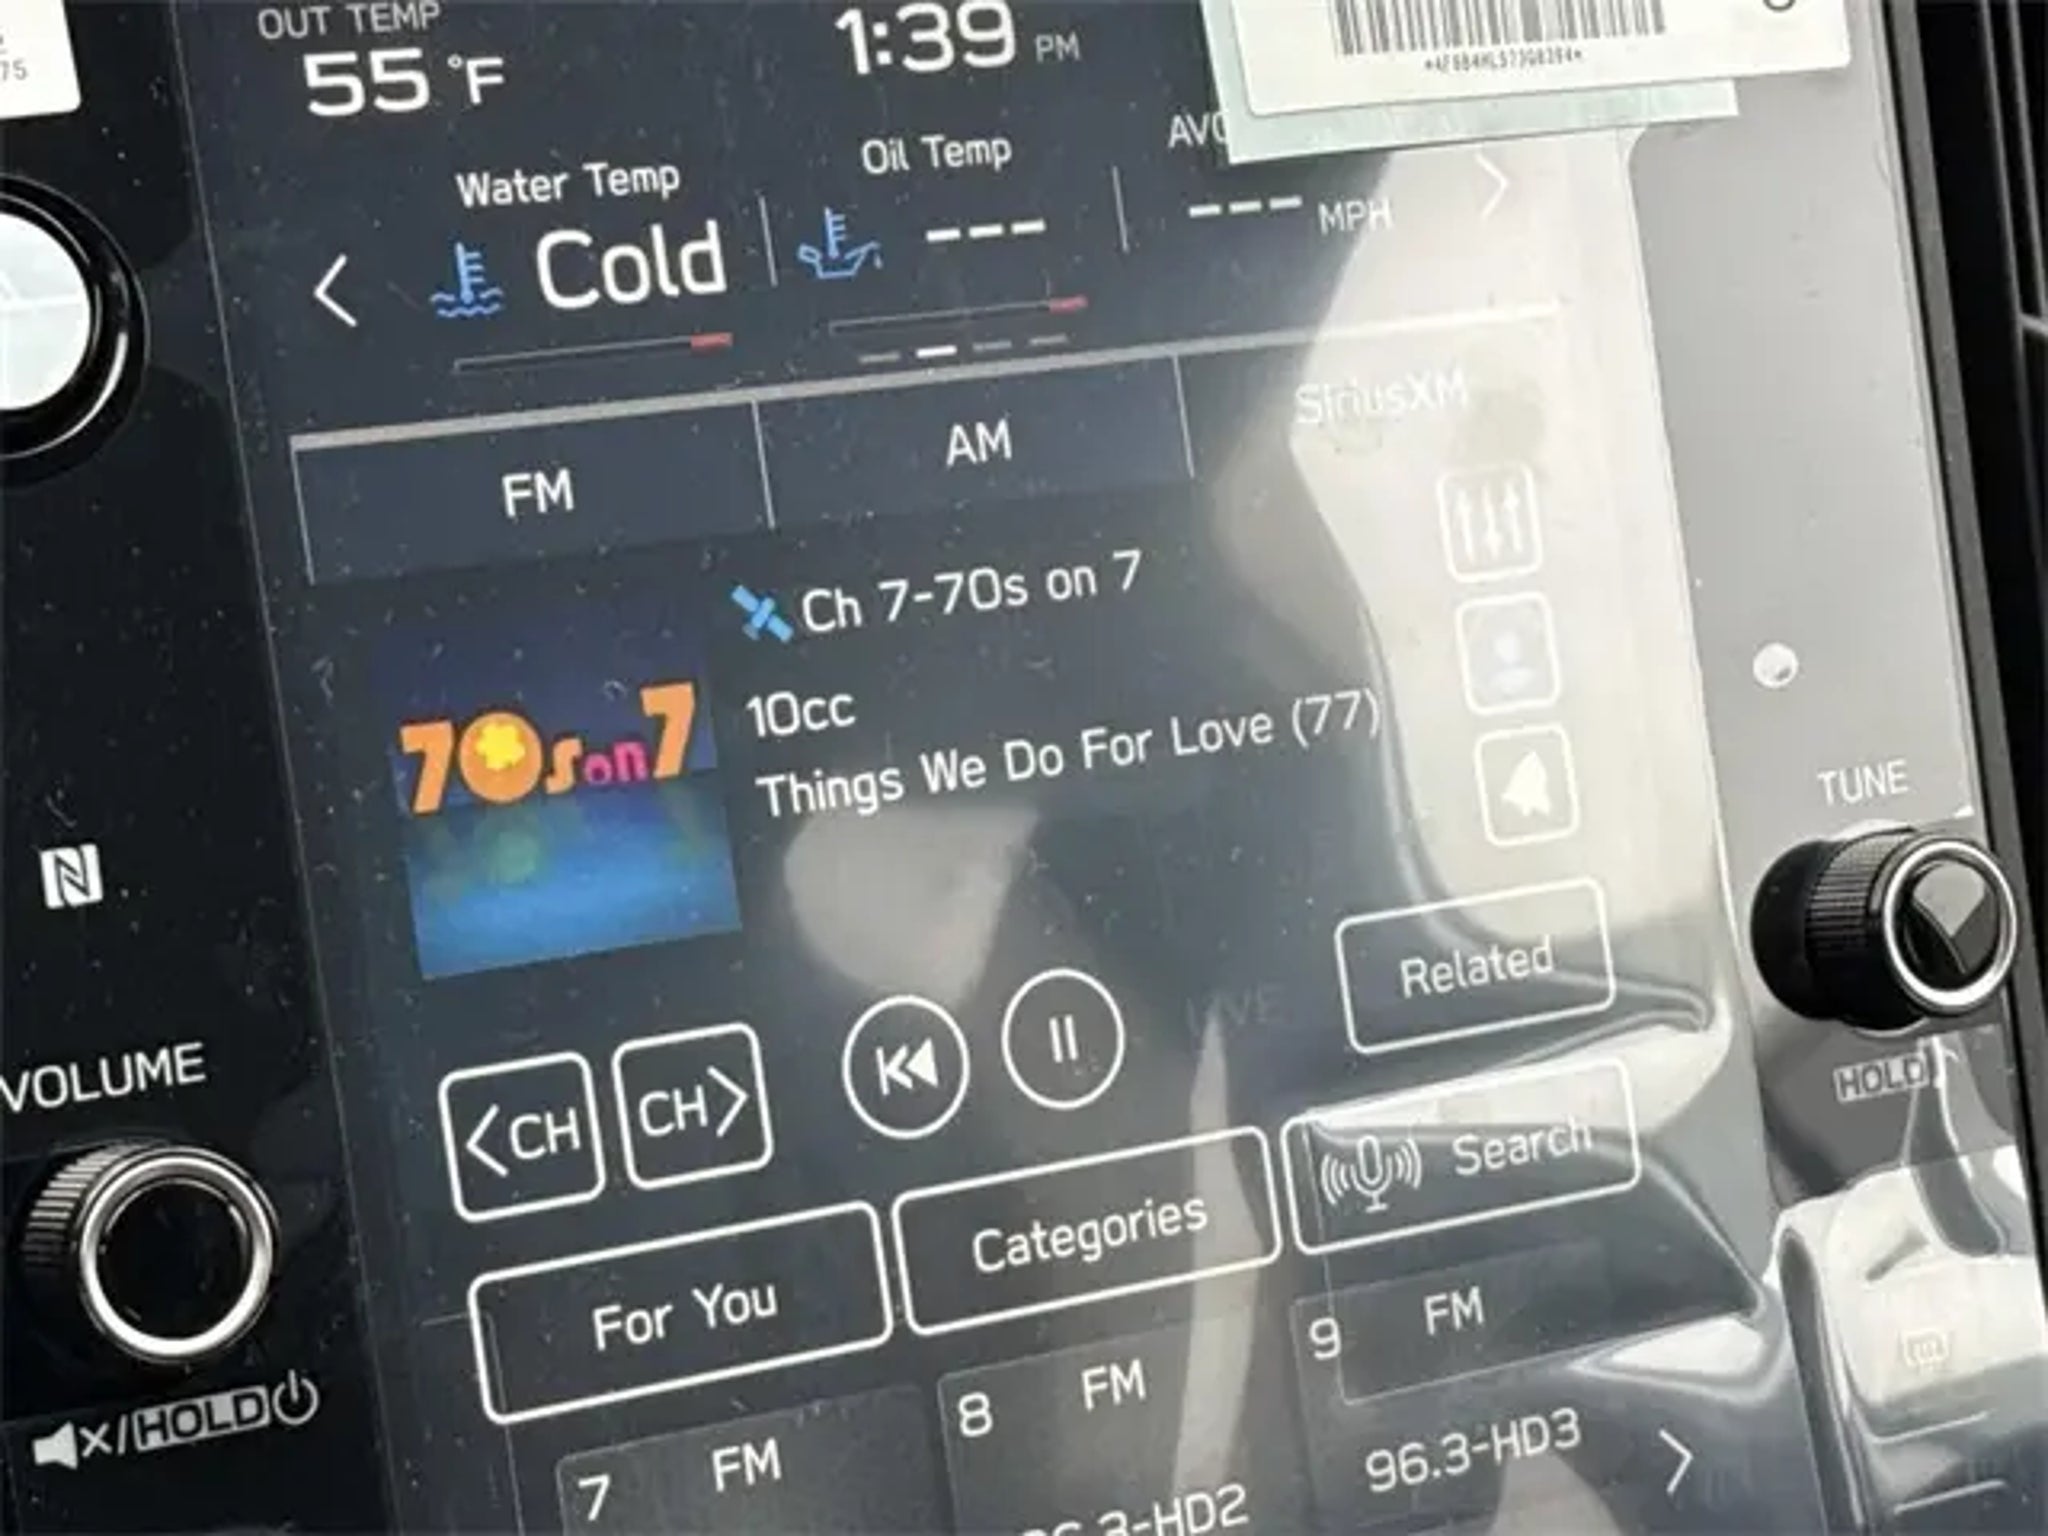 75
OUT TEMP
55 °F
1:39 PM
Water Temp
Cold
Oil Temp
---
--- MPH
FM
AM
SiriusXM
70s on 7
Ch 7-70s on 7
10cc
Things We Do For Love (77)
TUNE
HOLD
VOLUME
LIVE
Related
<CH
CH>
For You
Categories
Search
/HOLD
7 FM
8 FM
9 FM
96.3-HD3